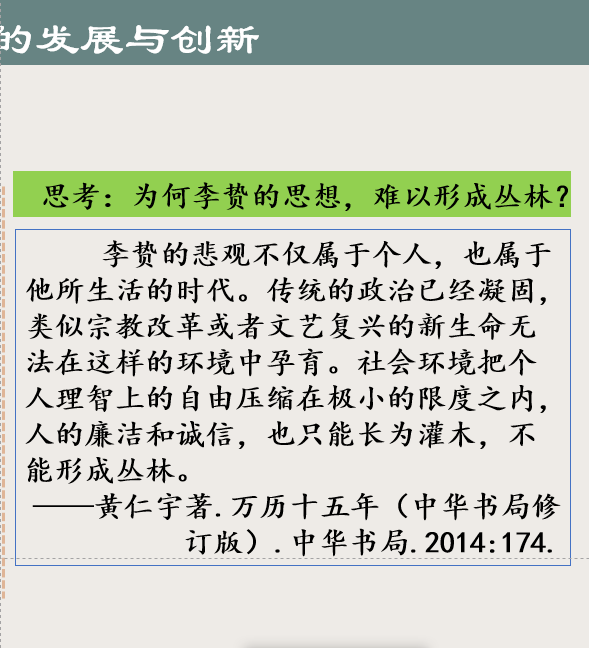 的发展与创新
思考：为何李贽的思想，难以形成丛林？
李贽的悲观不仅属于个人，也属于
他所生活的时代。传统的政治已经凝固，
类似宗教改革或者文艺复兴的新生命无
法在这样的环境中孕育。社会环境把个
人理智上的自由压缩在极小的限度之内，
人的廉洁和诚信，也只能长为灌木，不
能形成丛林。
——黄仁宇著.万历十五年（中华书局修
订版）.中华书局.2014:174.